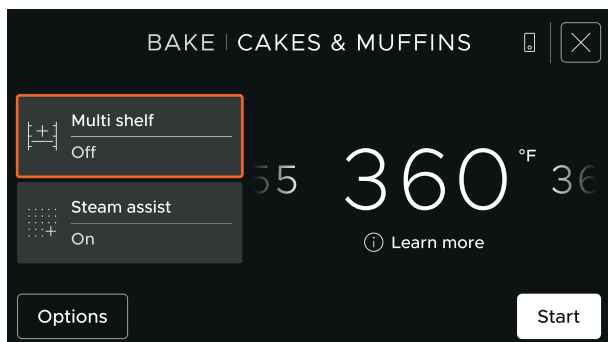 BAKE | CAKES & MUFFINS
Multi shelf
Off
360 °F
Steam assist
On
Learn more
Options
Start